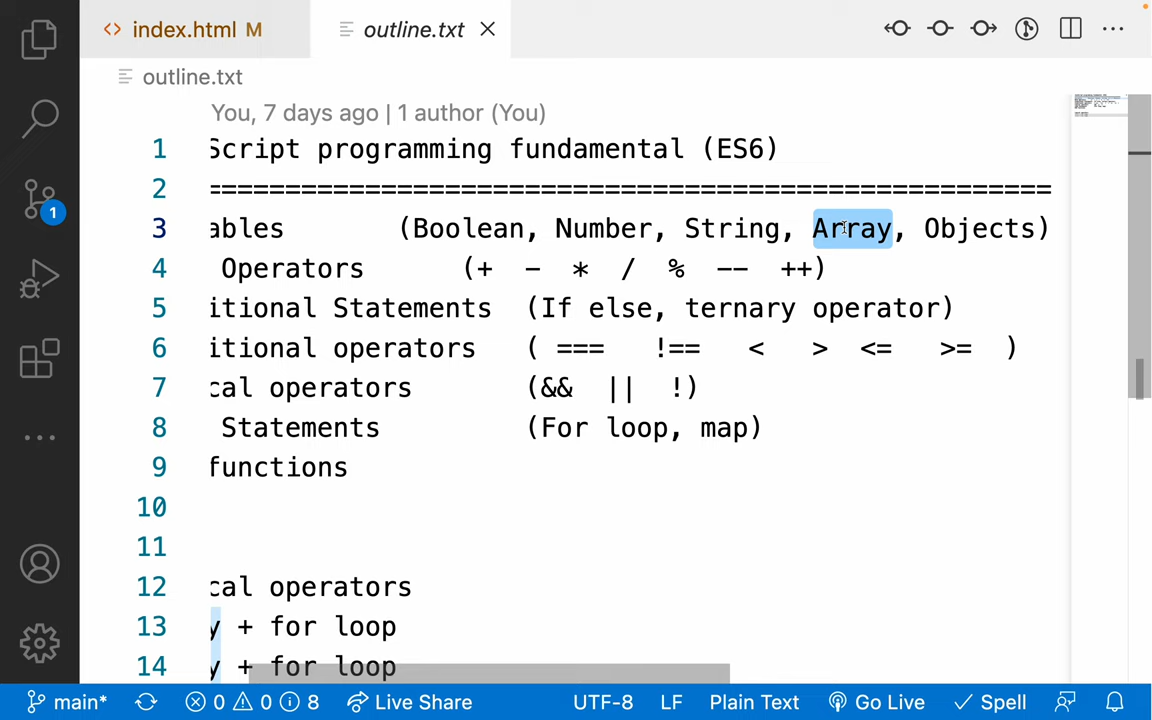 index.html M
outline.txt
outline.txt
You, 7 days ago | 1 author (You)
1 Script programming fundamental (ES6)
2 ====================================================
3 ables (Boolean, Number, String, Array, Objects)
4 Operators (+ - * / % -- ++)
5 itional Statements (If else, ternary operator)
6 itional operators ( === !== < > <= >= )
7 cal operators (&& || !)
8 Statements (For loop, map)
9 functions
10
11
12 cal operators
13 y + for loop
14 y + for loop
1
main* 0 0 8 Live Share UTF-8 LF Plain Text Go Live Spell